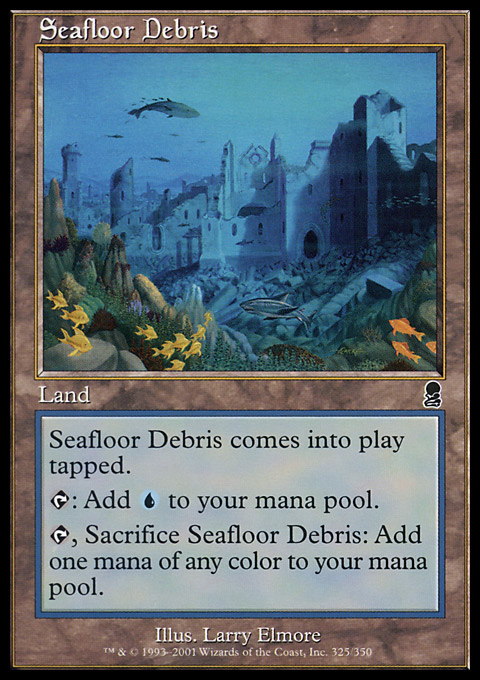 Seafloor Debris
Land
Seafloor Debris comes into play
tapped.
: Add to your mana pool.
, Sacrifice Seafloor Debris: Add
one mana of any color to your mana
pool.
Illus. Larry Elmore
™ & © 1993–2001 Wizards of the Coast, Inc. 325/350